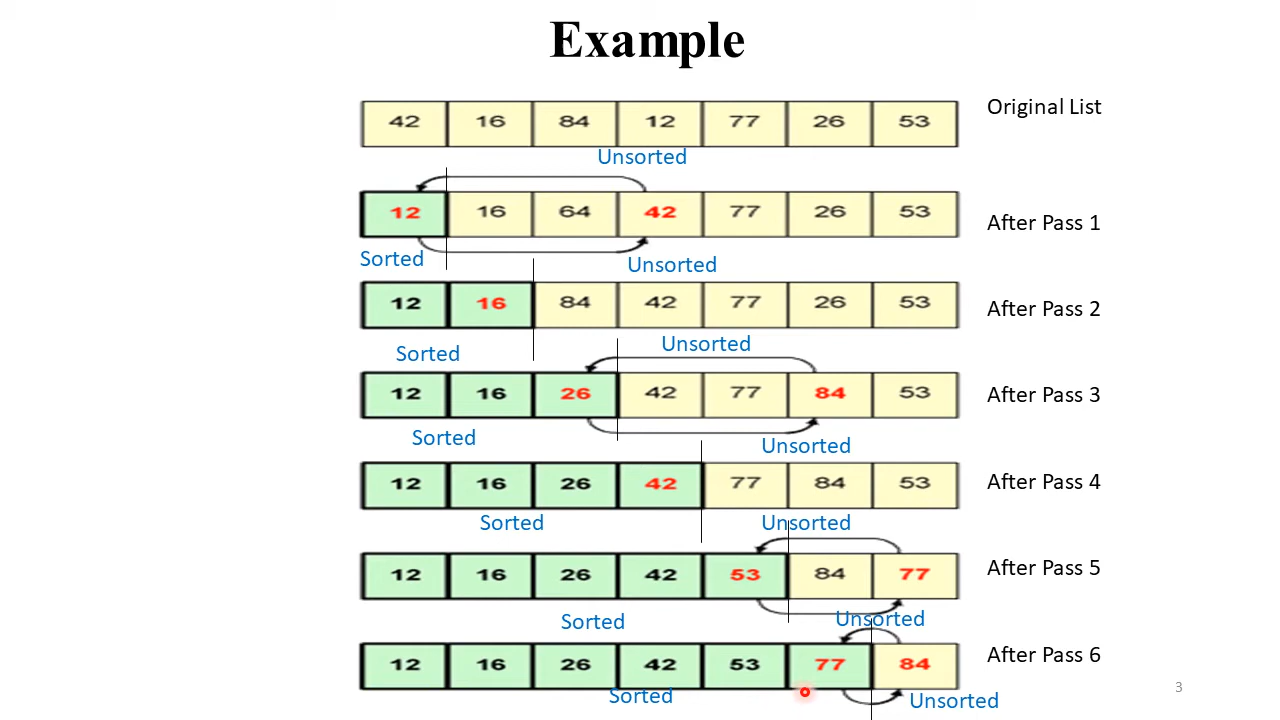 Example
42 16 84 12 77 26 53 Original List
Unsorted
12 16 64 42 77 26 53 After Pass 1
Sorted Unsorted
12 16 84 42 77 26 53 After Pass 2
Sorted Unsorted
12 16 26 42 77 84 53 After Pass 3
Sorted Unsorted
12 16 26 42 77 84 53 After Pass 4
Sorted Unsorted
12 16 26 42 53 84 77 After Pass 5
Sorted Unsorted
12 16 26 42 53 77 84 After Pass 6
Sorted Unsorted
3